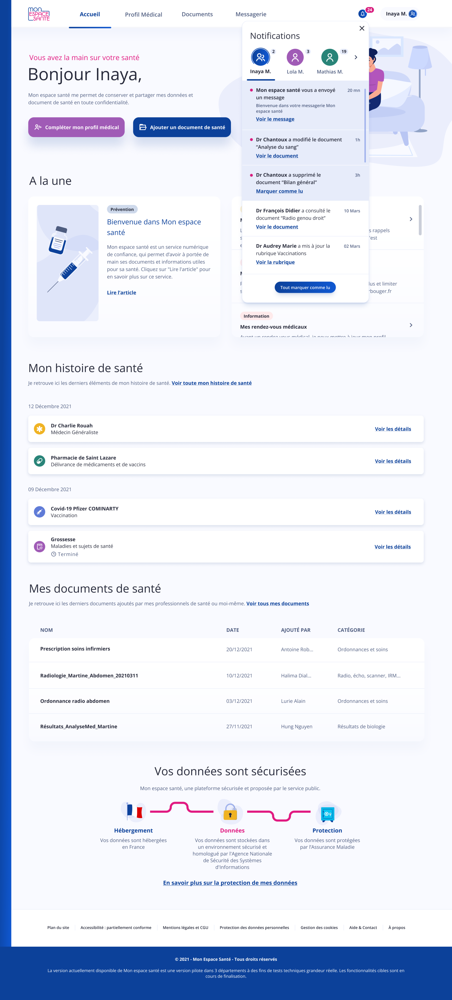 MON
ESPACE
SANTÉ
Accueil
Profil Médical
Documents
Messagerie
24
Inaya M.
Vous avez la main sur votre santé
Bonjour Inaya,
Mon espace santé me permet de conserver et partager mes données et
document de santé en toute confidentialité.
Compléter mon profil médical
Ajouter un document de santé
Notifications
2
3
19
Inaya M.
Lola M.
Mathias M.
Mon espace santé vous a envoyé
un message
20 mn
Bienvenue dans votre messagerie Mon
espace santé
Voir le message
Dr Chantoux a modifié le document
“Analyse du sang”
1h
Voir le document
Dr Chantoux a supprimé le
document “Bilan général”
3h
Marquer comme lu
Dr François Didier a consulté le
document “Radio genou droit”
10 Mars
Voir le document
Dr Audrey Marie a mis à jour la
rubrique Vaccinations
02 Mars
Voir la rubrique
Tout marquer comme lu
A la une
Prévention
Bienvenue dans Mon espace
santé
Mon espace santé est un service numérique
de confiance, qui permet d’avoir à portée de
main ses documents et informations utiles
pour sa santé. Cliquez sur "Lire l'article" pour
en savoir plus sur ce service.
Lire l’article
s rappels
'est
lus et limiter
rbouger.fr
Information
Mes rendez-vous médicaux
Avant un rendez-vous médical, je peux mettre à jour mon profil
Mon histoire de santé
Je retrouve ici les derniers éléments de mon histoire de santé. Voir toute mon histoire de santé
12 Décembre 2021
Dr Charlie Rouah
Médecin Généraliste
Voir les détails
Pharmacie de Saint Lazare
Délivrance de médicaments et de vaccins
Voir les détails
09 Décembre 2021
Covid-19 Pfizer COMINARTY
Vaccination
Voir les détails
Grossesse
Maladies et sujets de santé
Terminé
Voir les détails
Mes documents de santé
Je retrouve ici les derniers documents ajoutés par mes professionnels de santé ou moi-même. Voir tous mes documents
NOM DATE AJOUTÉ PAR CATÉGORIE
Prescription soins infirmiers 20/12/2021 Antoine Rob... Ordonnances et soins
Radiologie_Martine_Abdomen_20210311 10/12/2021 Halima Dial... Radio, écho, scanner, IRM...
Ordonnance radio abdomen 03/12/2021 Lurie Alain Ordonnances et soins
Résultats_AnalyseMed_Martine 27/11/2021 Hung Nguyen Résultats de biologie
Vos données sont sécurisées
Mon espace santé, une plateforme sécurisée et proposée par le service public.
Hébergement
Vos données sont hébergées
en France
Données
Vos données sont stockées dans
un environnement sécurisé et
homologué par l'Agence Nationale
de Sécurité des Systèmes
d'Informations
Protection
Vos données sont protégées
par l’Assurance Maladie
En savoir plus sur la protection de mes données
Plan du site
Accessibilité : partiellement conforme
Mentions légales et CGU
Protection des données personnelles
Gestion des cookies
Aide & Contact
À propos
© 2021 - Mon Espace Santé - Tous droits réservés
La version actuellement disponible de Mon espace santé est une version pilote dans 3 départements à des fins de tests techniques grandeur réelle. Les fonctionnalités cibles sont en
cours de finalisation.